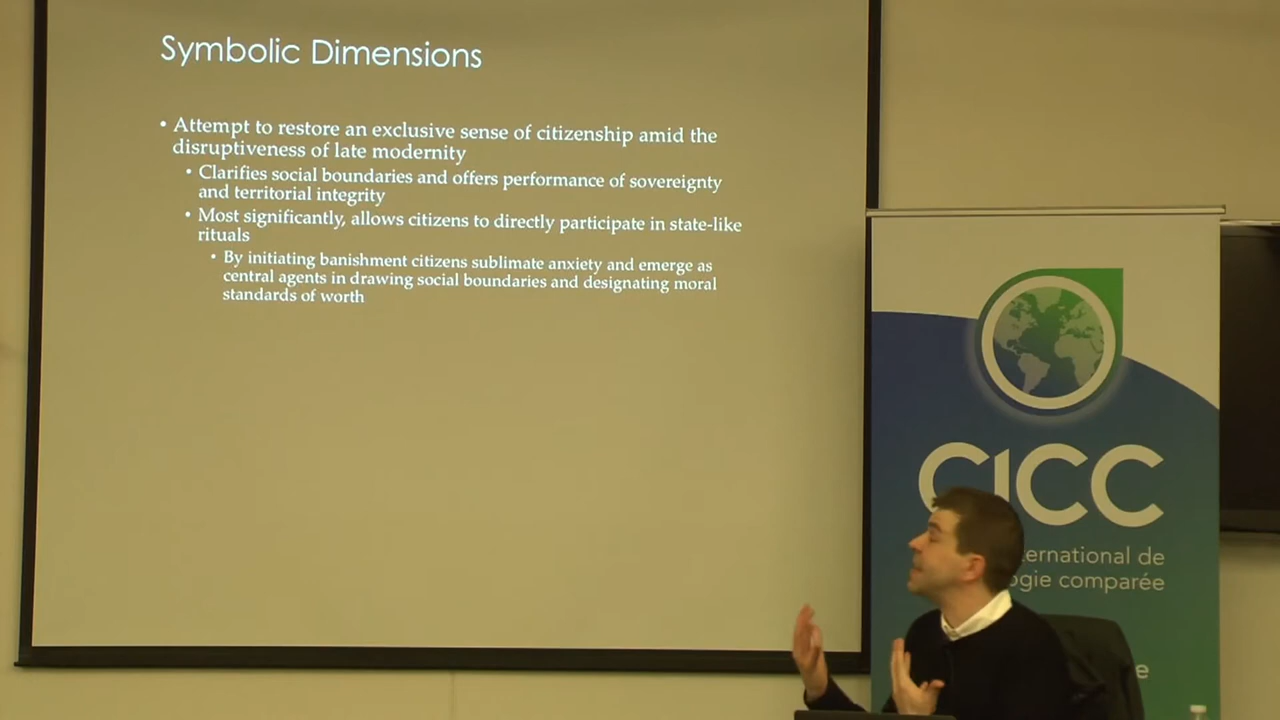 Symbolic Dimensions
• Attempt to restore an exclusive sense of citizenship amid the
disruptiveness of late modernity
• Clarifies social boundaries and offers performance of sovereignty
and territorial integrity
• Most significantly, allows citizens to directly participate in state-like
rituals
• By initiating banishment citizens sublimate anxiety and emerge as
central agents in drawing social boundaries and designating moral
standards of worth
CICC
ternational de
ogie comparée
e